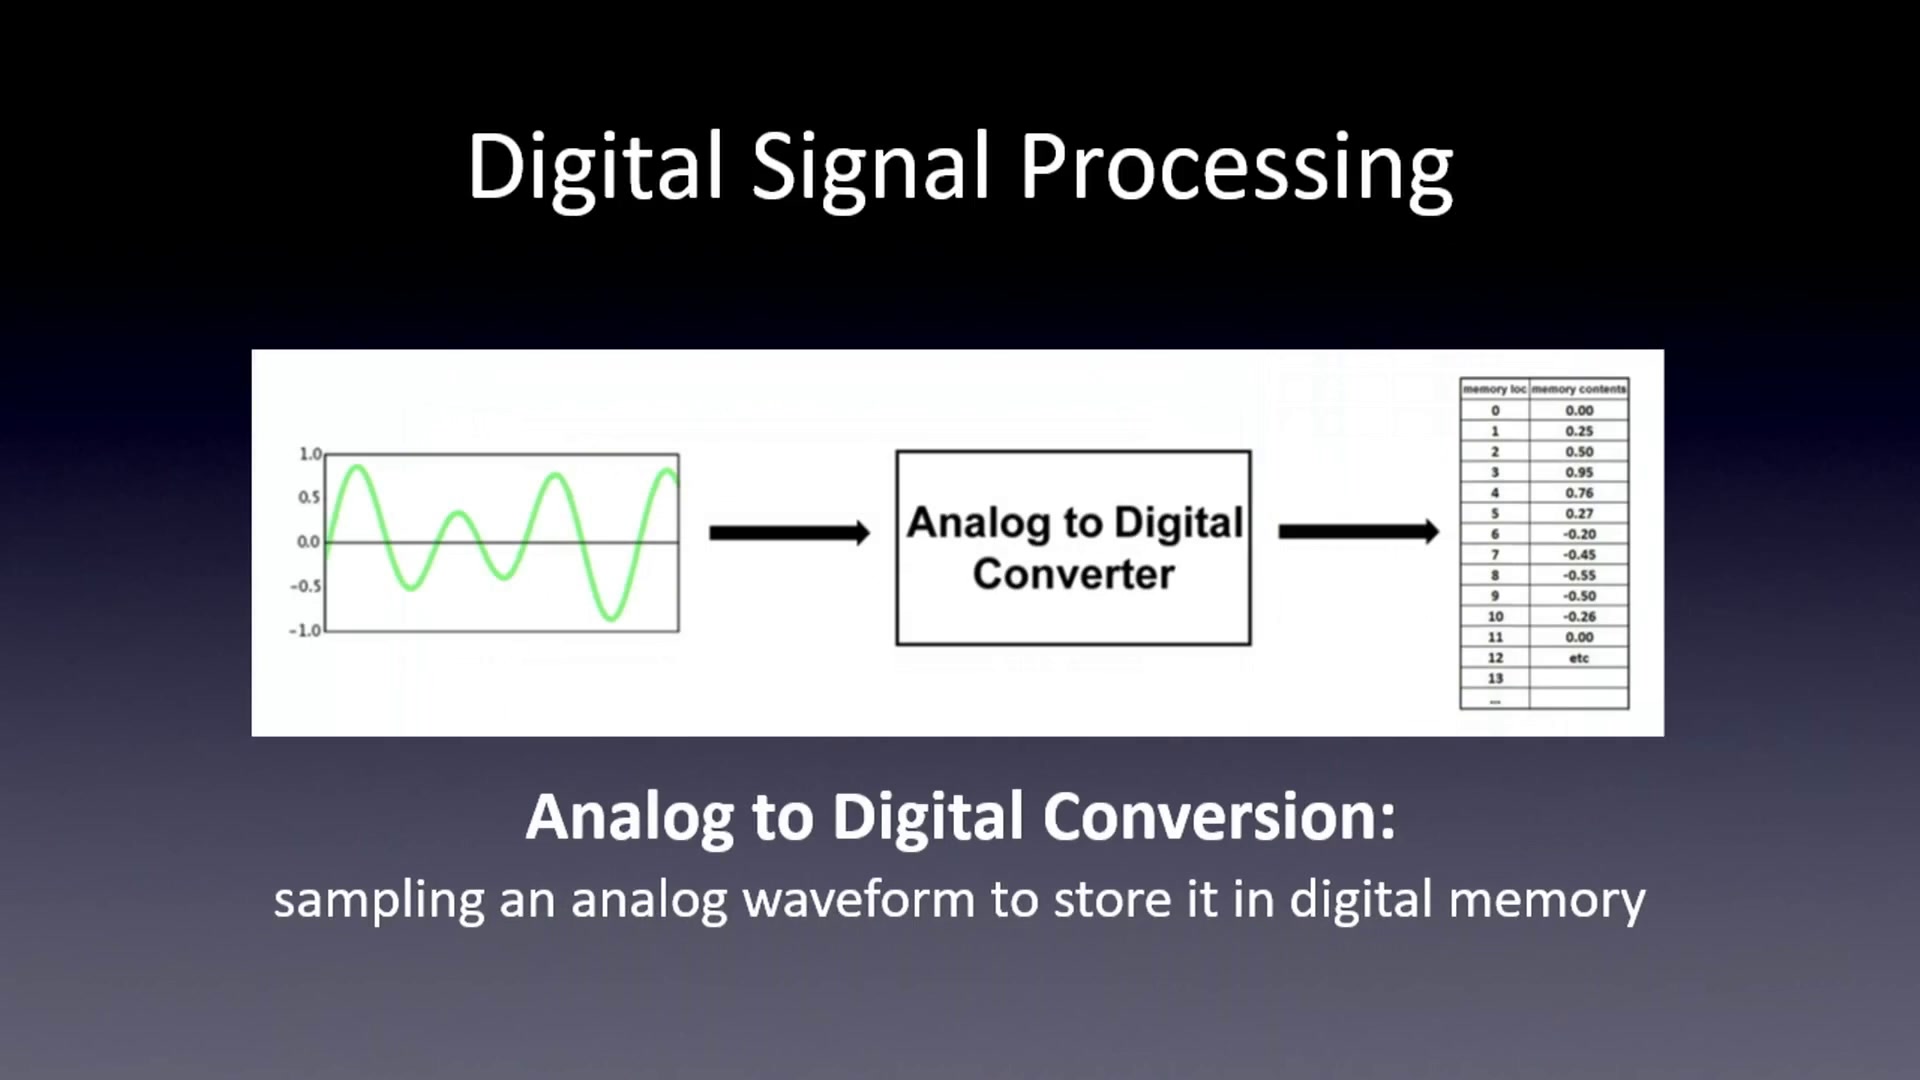 Digital Signal Processing
1.0
0.5
0.0
-0.5
-1.0
Analog to Digital
Converter
memory loc memory contents
0 0.00
1 0.25
2 0.50
3 0.95
4 0.76
5 0.27
6 -0.20
7 -0.45
8 -0.55
9 -0.50
10 -0.26
11 0.00
12 etc
13
...
Analog to Digital Conversion:
sampling an analog waveform to store it in digital memory